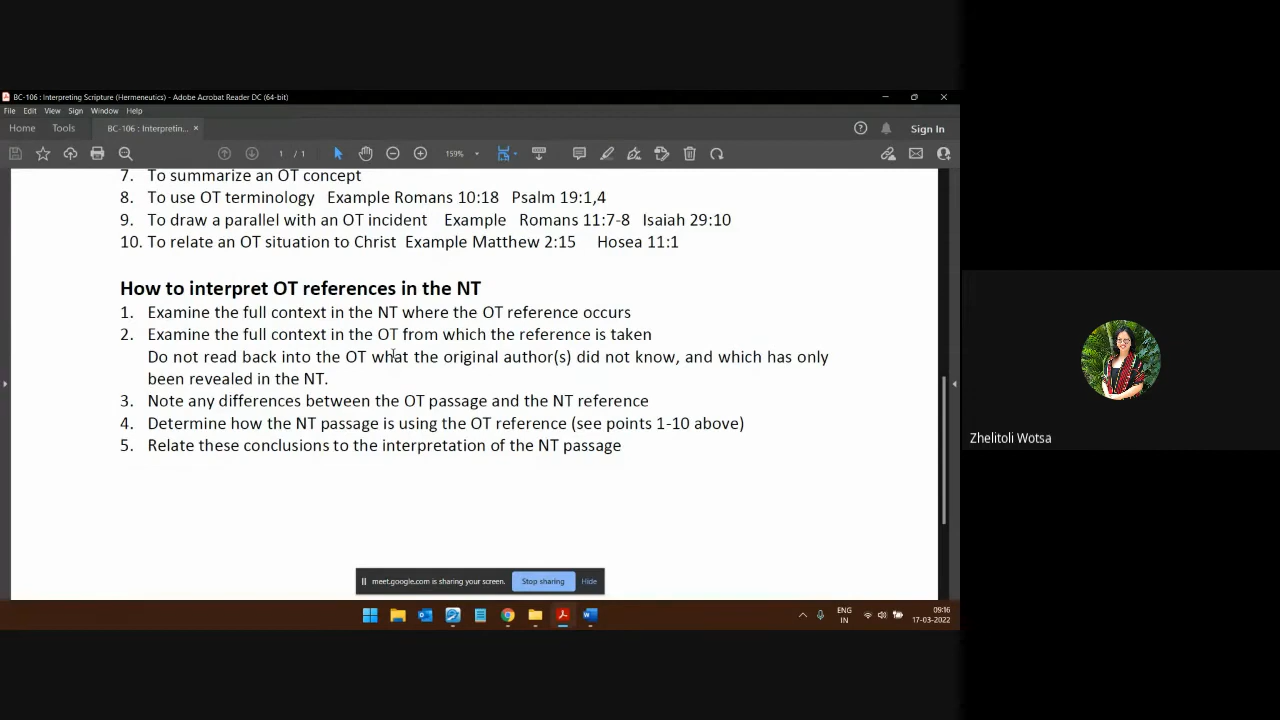 BC-106 : Interpreting Scripture (Hermeneutics) - Adobe Acrobat Reader DC (64-bit)
File Edit View Sign Window Help
Home Tools BC-106 : Interpretin... × Sign In
1 / 1 159%
7. To summarize an OT concept
8. To use OT terminology Example Romans 10:18 Psalm 19:1,4
9. To draw a parallel with an OT incident Example Romans 11:7-8 Isaiah 29:10
10. To relate an OT situation to Christ Example Matthew 2:15 Hosea 11:1
How to interpret OT references in the NT
1. Examine the full context in the NT where the OT reference occurs
2. Examine the full context in the OT from which the reference is taken
Do not read back into the OT what the original author(s) did not know, and which has only
been revealed in the NT.
3. Note any differences between the OT passage and the NT reference
4. Determine how the NT passage is using the OT reference (see points 1-10 above)
5. Relate these conclusions to the interpretation of the NT passage
Zhelitoli Wotsa
meet.google.com is sharing your screen. Stop sharing Hide
ENG
IN
09:16
17-03-2022